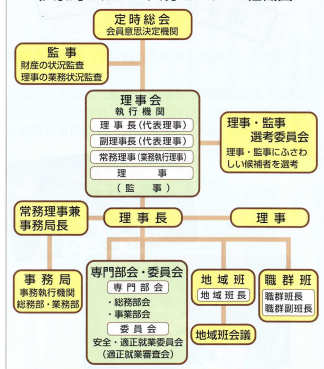 定時総会
会員意思決定機関
監事
財産の状況監査
理事の業務状況監査
理事会
執行機関
理事長(代表理事)
副理事長(代表理事)
常務理事(業務執行理事)
理事
(監事)
理事・監事
選考委員会
理事・監事にふさわ
しい候補者を選考
常務理事兼
事務局長
理事長
理事
事務局
事務執行機関
総務部・業務部
専門部会・委員会
専門部会
・総務部会
・事業部会
委員会
安全・適正就業委員会
(適正就業審査会)
地域班
地域班長
地域班会議
職群班
職群班長
職群副班長